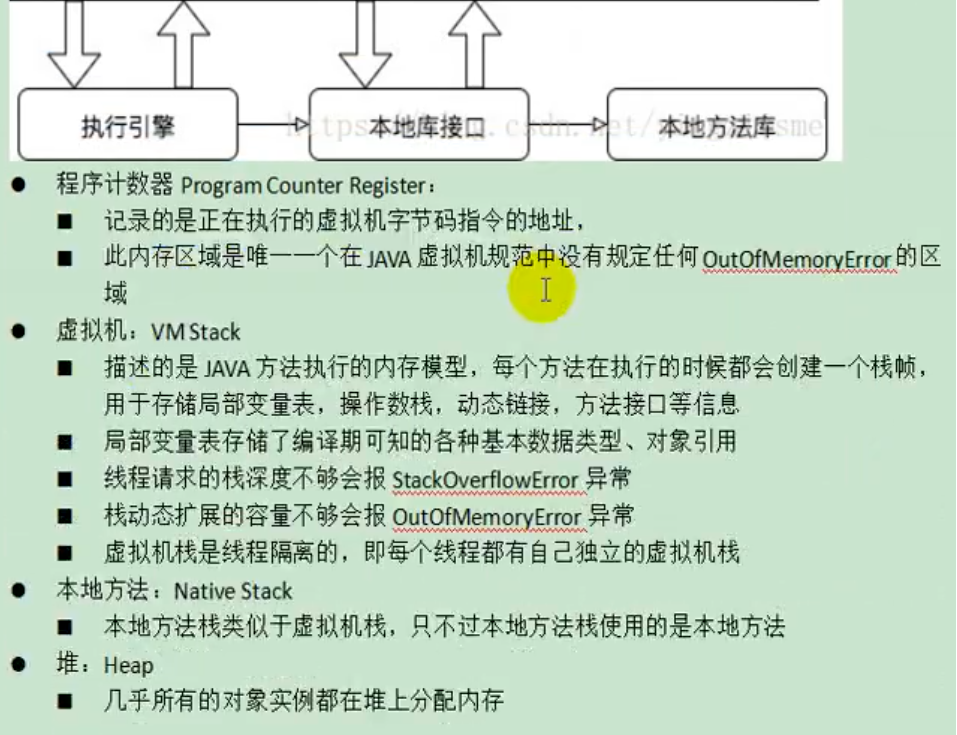 执行引擎 本地库接口 本地方法库
● 程序计数器 Program Counter Register：
■ 记录的是正在执行的虚拟机字节码指令的地址，
■ 此内存区域是唯一一个在 JAVA 虚拟机规范中没有规定任何 OutOfMemoryError 的区
域
● 虚拟机：VM Stack
■ 描述的是 JAVA 方法执行的内存模型，每个方法在执行的时候都会创建一个栈帧，
用于存储局部变量表，操作数栈，动态链接，方法接口等信息
■ 局部变量表存储了编译期可知的各种基本数据类型、对象引用
■ 线程请求的栈深度不够会报 StackOverflowError 异常
■ 栈动态扩展的容量不够会报 OutOfMemoryError 异常
■ 虚拟机栈是线程隔离的，即每个线程都有自己独立的虚拟机栈
● 本地方法：Native Stack
■ 本地方法栈类似于虚拟机栈，只不过本地方法栈使用的是本地方法
● 堆：Heap
■ 几乎所有的对象实例都在堆上分配内存